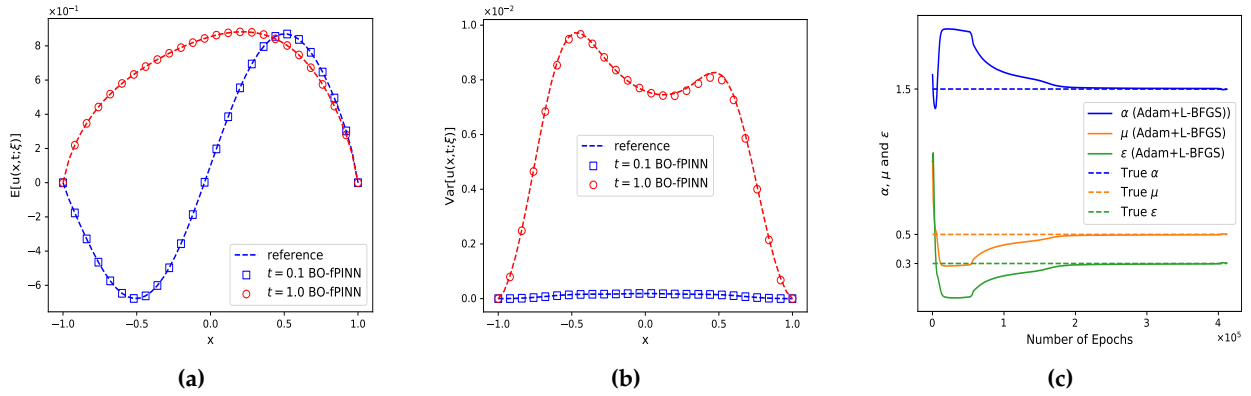 ×10⁻¹
8
6
4
2
0
−2
−4
−6
E[u(x,t;ξ)]
−1.0 −0.5 0.0 0.5 1.0
x
reference
t = 0.1 BO-fPINN
t = 1.0 BO-fPINN
(a)
×10⁻²
1.0
0.8
0.6
0.4
0.2
0.0
Var[u(x,t;ξ)]
−1.0 −0.5 0.0 0.5 1.0
x
reference
t = 0.1 BO-fPINN
t = 1.0 BO-fPINN
(b)
1.5
0.5
0.3
α, μ and ε
0 1 2 3 4
×10⁵
Number of Epochs
α (Adam+L-BFGS))
μ (Adam+L-BFGS)
ε (Adam+L-BFGS)
True α
True μ
True ε
(c)